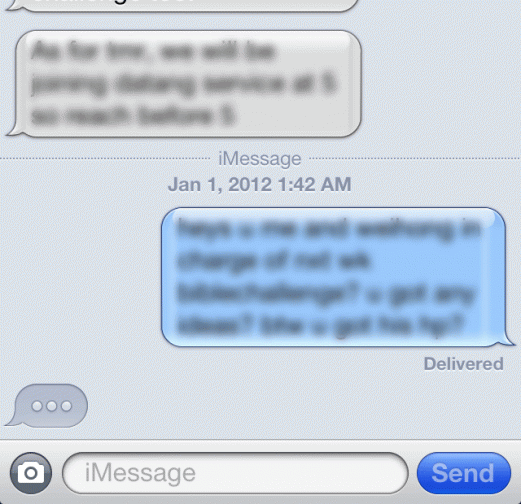 As for tmr, we will be
joining datang service at 5
so reach before 5
iMessage
Jan 1, 2012 1:42 AM
heys u me and weihong in
charge of nxt wk
biblechallenge? u got any
ideas? btw u got his hp?
Delivered
iMessage
Send